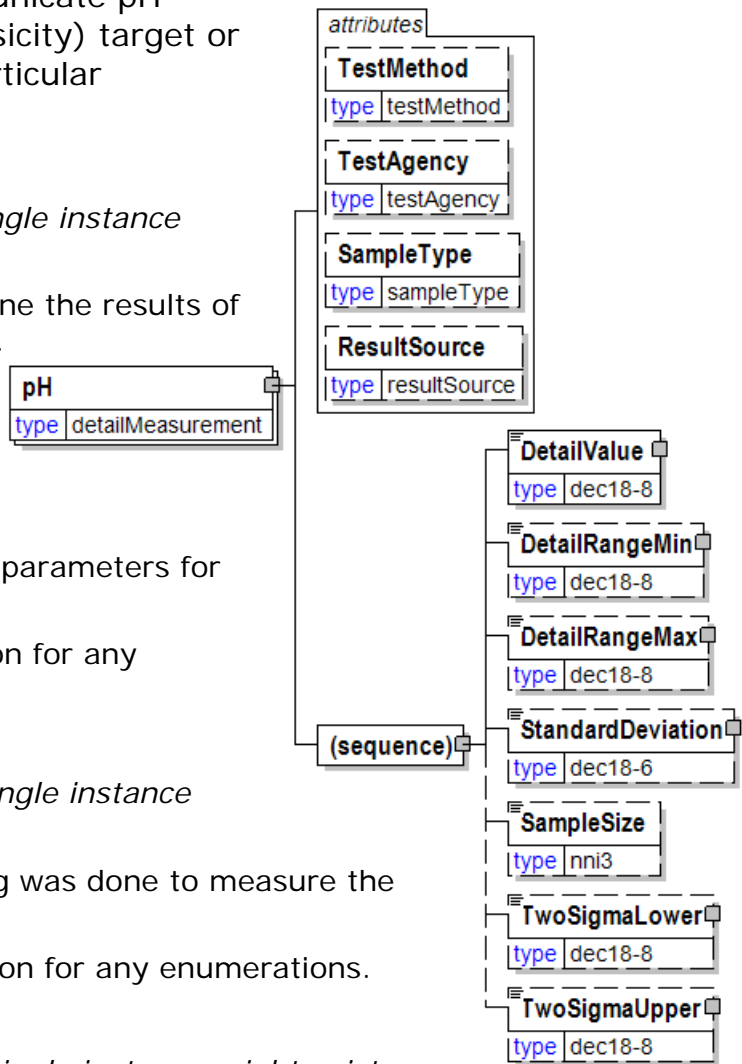 sicity) target or
rticular
ngle instance
ne the results of
pH
type detailMeasurement
parameters for
on for any
ngle instance
g was done to measure the
on for any enumerations.
attributes
TestMethod
type testMethod
TestAgency
type testAgency
SampleType
type sampleType
ResultSource
type resultSource
(sequence)
DetailValue
type dec18-8
DetailRangeMin
type dec18-8
DetailRangeMax
type dec18-8
StandardDeviation
type dec18-6
SampleSize
type nni3
TwoSigmaLower
type dec18-8
TwoSigmaUpper
type dec18-8